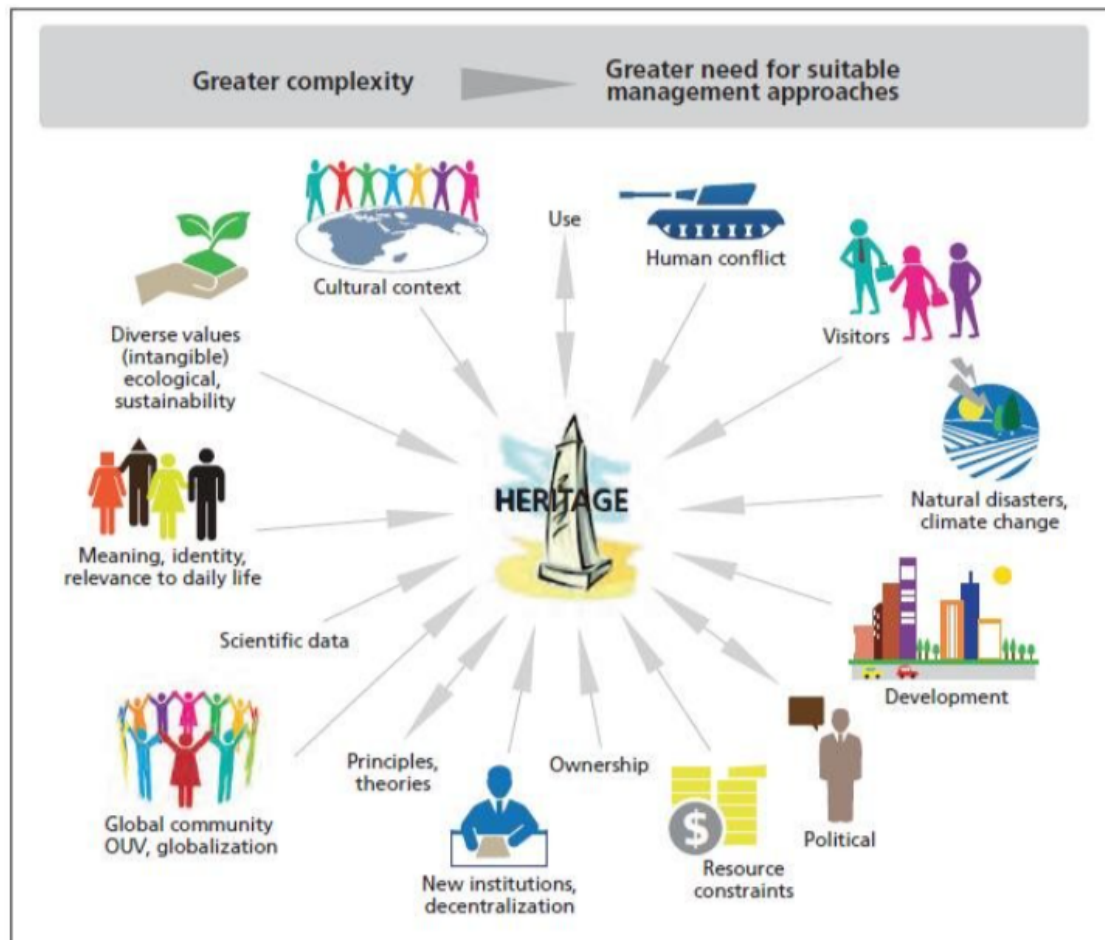 Greater complexity
Greater need for suitable
management approaches
Use
Human conflict
Cultural context
Visitors
Diverse values
(intangible)
ecological,
sustainability
HERITAGE
Natural disasters,
climate change
Meaning, identity,
relevance to daily life
Scientific data
Development
Principles,
theories
Ownership
$
Global community
OUV, globalization
Political
Resource
constraints
New institutions,
decentralization